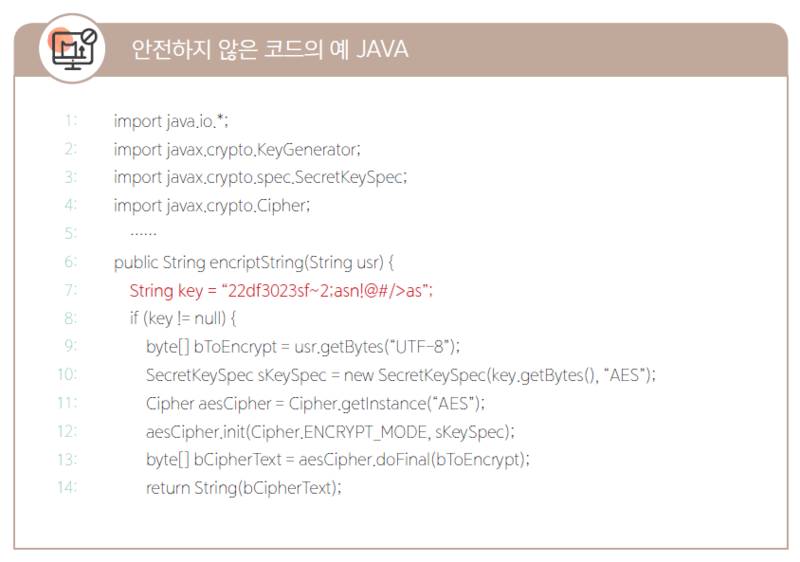 안전하지 않은 코드의 예 JAVA
1: import java.io.*;
2: import javax.crypto.KeyGenerator;
3: import javax.crypto.spec.SecretKeySpec;
4: import javax.crypto.Cipher;
5: ……
6: public String encriptString(String usr) {
7: String key = “22df3023sf~2;asn!@#/>as”;
8: if (key != null) {
9: byte[] bToEncrypt = usr.getBytes(“UTF-8”);
10: SecretKeySpec sKeySpec = new SecretKeySpec(key.getBytes(), “AES”);
11: Cipher aesCipher = Cipher.getInstance(“AES”);
12: aesCipher.init(Cipher.ENCRYPT_MODE, sKeySpec);
13: byte[] bCipherText = aesCipher.doFinal(bToEncrypt);
14: return String(bCipherText);